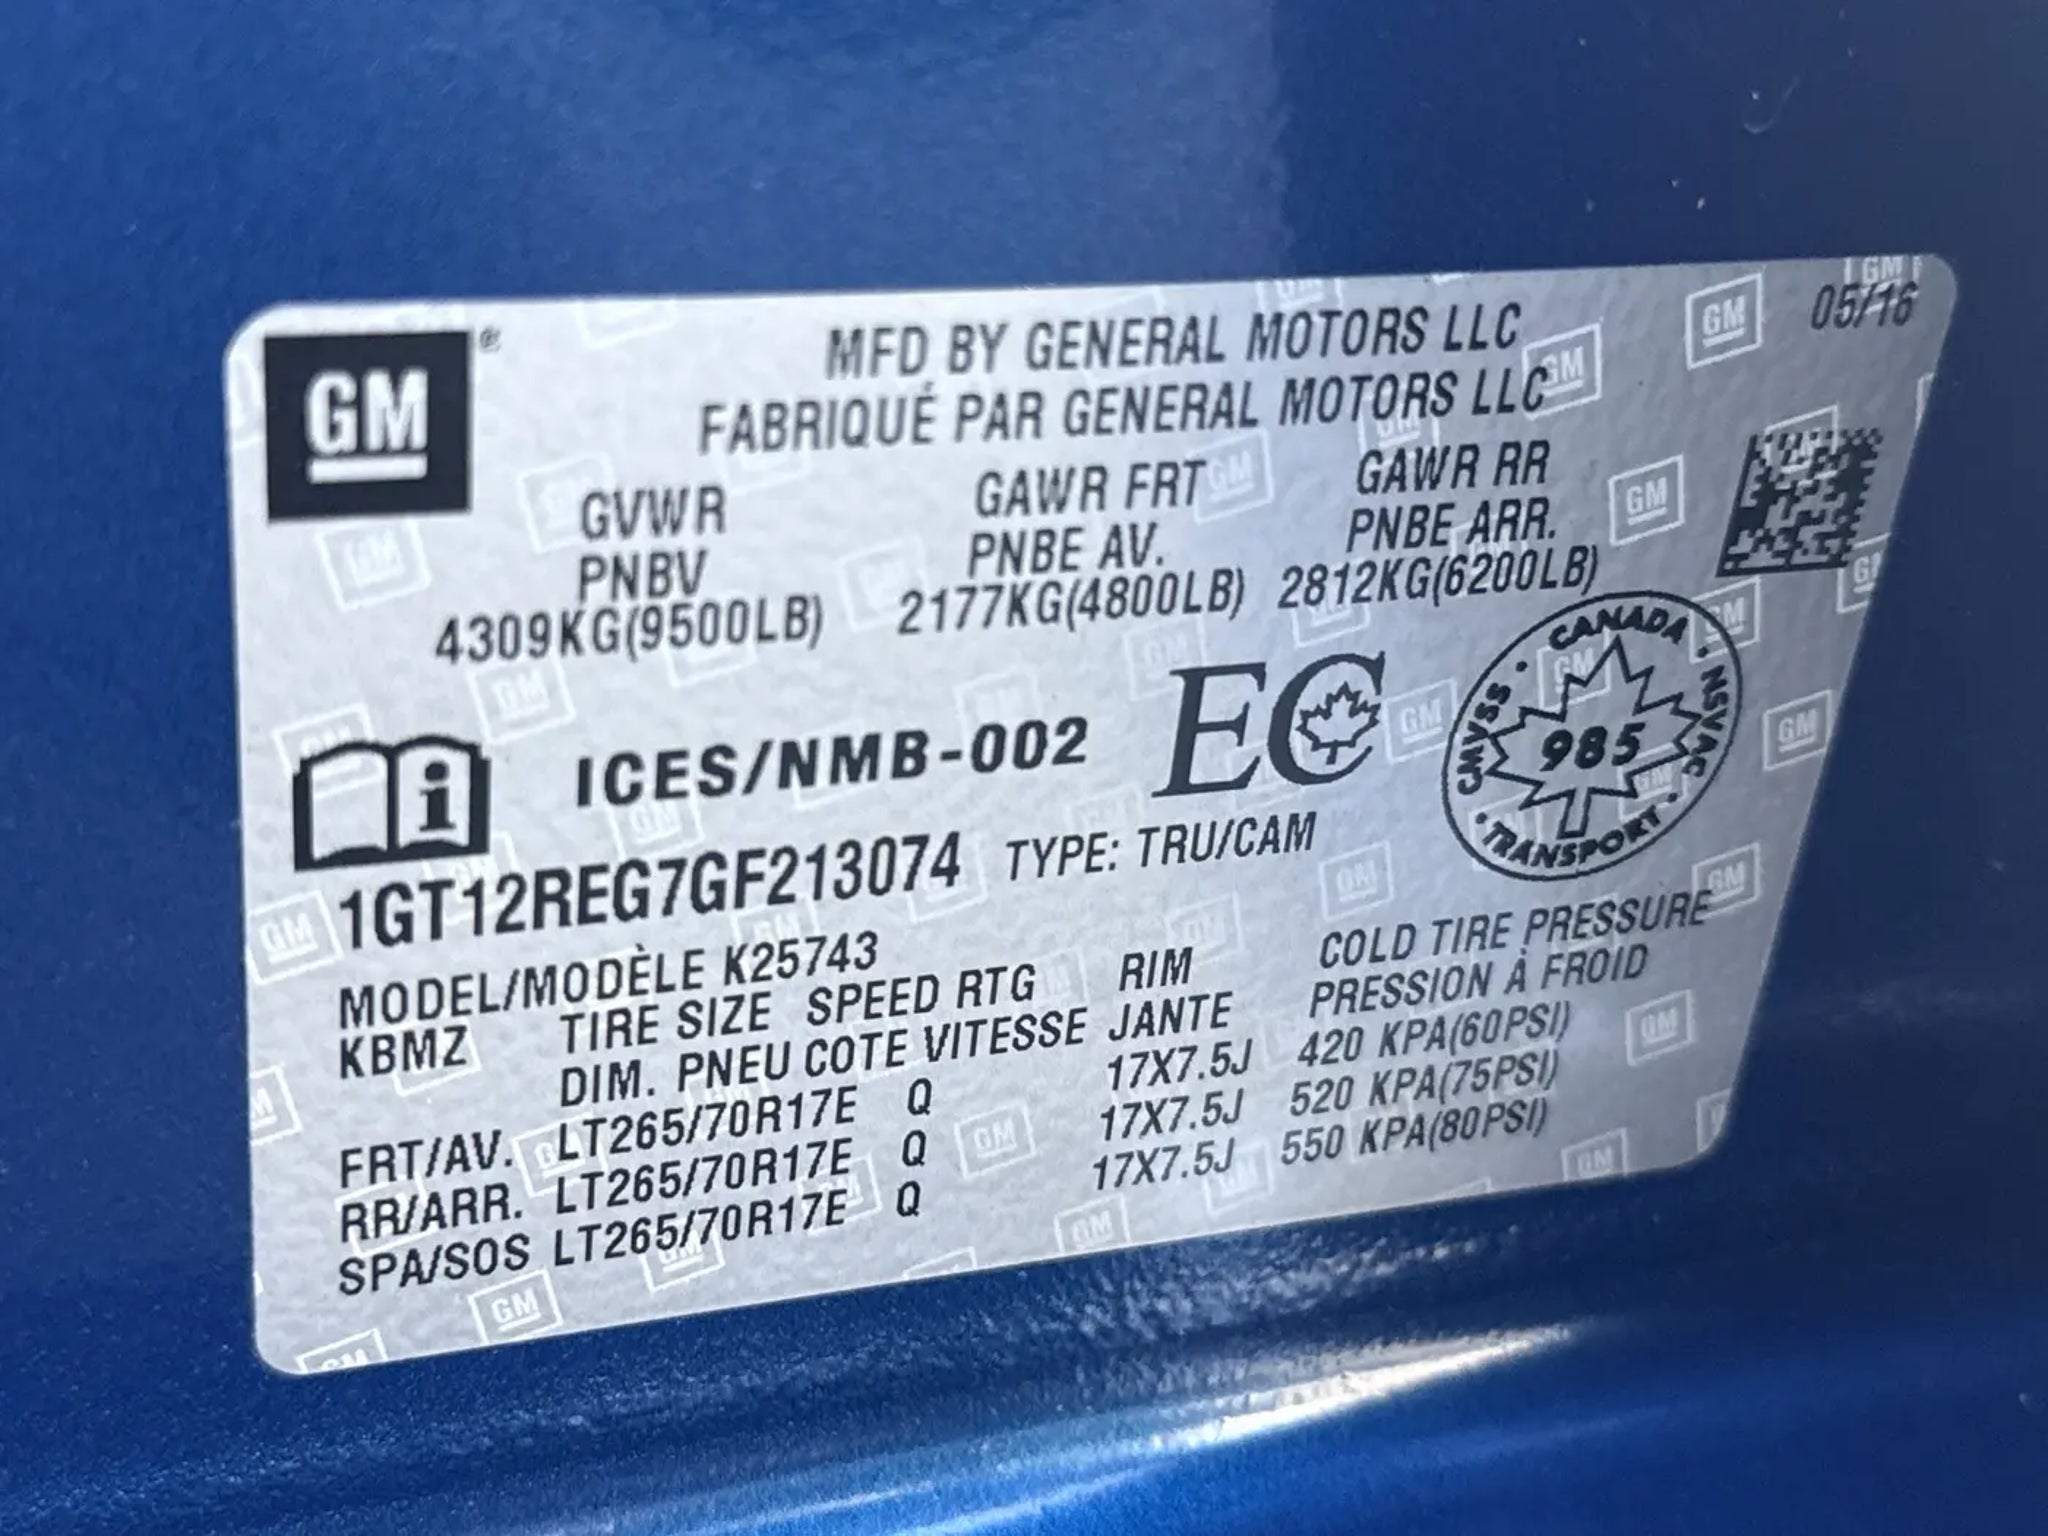 GM ®
MFD BY GENERAL MOTORS LLC
05/16
FABRIQUÉ PAR GENERAL MOTORS LLC
GVWR GAWR FRT GAWR RR
PNBV PNBE AV. PNBE ARR.
4309KG(9500LB) 2177KG(4800LB) 2812KG(6200LB)
ICES/NMB-002 EC
CANADA · NSVAC · TRANSPORT · CMVSS ·
985
1GT12REG7GF213074 TYPE: TRU/CAM
MODEL/MODÈLE K25743
KBMZ TIRE SIZE SPEED RTG RIM COLD TIRE PRESSURE
DIM. PNEU COTE VITESSE JANTE PRESSION À FROID
FRT/AV. LT265/70R17E Q 17X7.5J 420 KPA(60PSI)
RR/ARR. LT265/70R17E Q 17X7.5J 520 KPA(75PSI)
SPA/SOS LT265/70R17E Q 17X7.5J 550 KPA(80PSI)